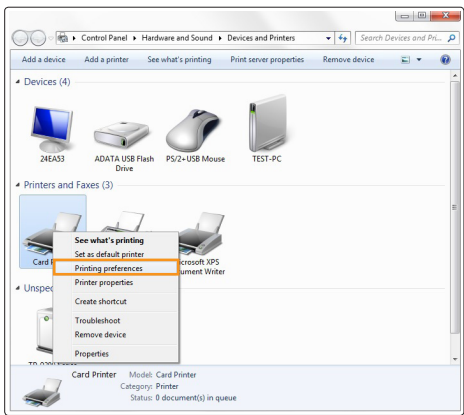 Control Panel ▸ Hardware and Sound ▸ Devices and Printers
Search Devices and Pri...
Add a device Add a printer See what's printing Print server properties Remove device
Devices (4)
24EA53
ADATA USB Flash
Drive
PS/2+USB Mouse
TEST-PC
Printers and Faxes (3)
Card
crosoft XPS
ument Writer
See what's printing
Set as default printer
Printing preferences
Printer properties
Create shortcut
Troubleshoot
Remove device
Properties
Unspec
Card Printer Model: Card Printer
Category: Printer
Status: 0 document(s) in queue